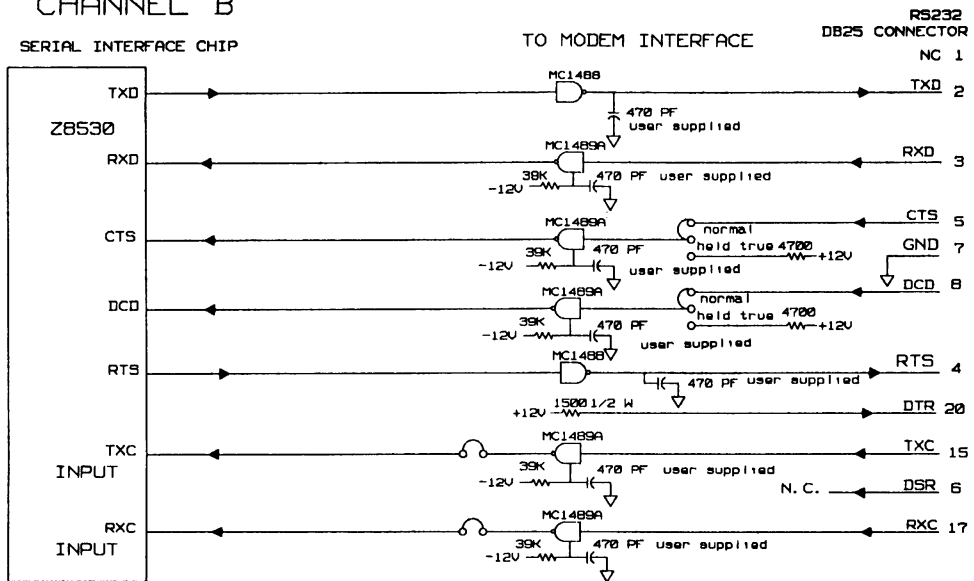 CHANNEL B
SERIAL INTERFACE CHIP
TO MODEM INTERFACE
RS232
DB25 CONNECTOR
NC 1
Z8530
TXD
MC1488
470 PF
user supplied
TXD 2
RXD
MC1489A
39K
-12V
470 PF user supplied
RXD 3
CTS
MC1489A
39K
-12V
470 PF
user supplied
normal
held true 4700
+12V
CTS 5
GND 7
DCD
MC1489A
39K
-12V
470 PF
user supplied
normal
held true 4700
+12V
DCD 8
RTS
MC1488
470 PF user supplied
RTS 4
+12V 1500 1/2 W
DTR 20
TXC
INPUT
MC1489A
39K
-12V
470 PF user supplied
TXC 15
N.C.
DSR 6
RXC
INPUT
MC1489A
39K
-12V
470 PF user supplied
RXC 17